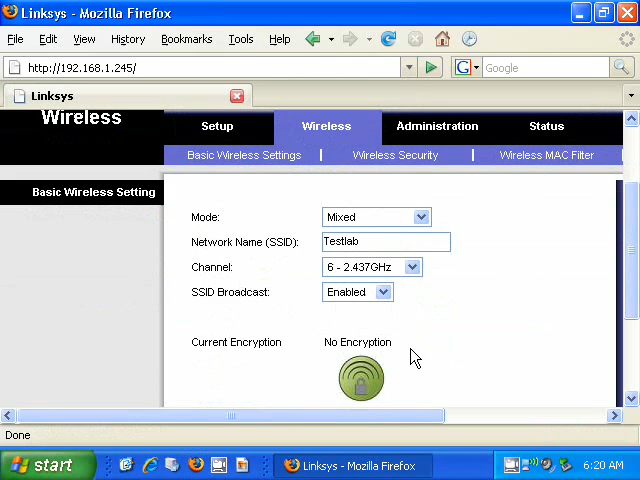 Linksys - Mozilla Firefox
File Edit View History Bookmarks Tools Help
http://192.168.1.245/
G Google
Linksys
Wireless
Setup Wireless Administration Status
Basic Wireless Settings Wireless Security Wireless MAC Filter
Basic Wireless Setting
Mode: Mixed
Network Name (SSID): Testlab
Channel: 6 - 2.437GHz
SSID Broadcast: Enabled
Current Encryption No Encryption
Done
start Linksys - Mozilla Firefox 6:20 AM